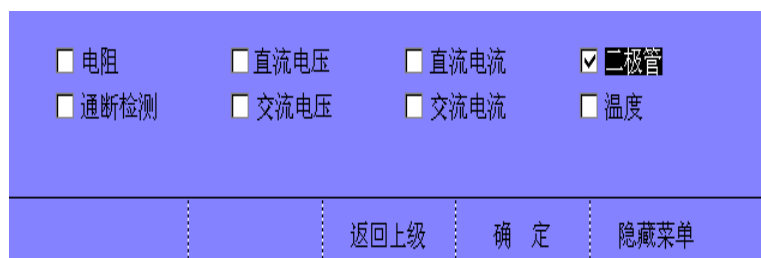 电阻 直流电压 直流电流 二极管
通断检测 交流电压 交流电流 温度
返回上级 确 定 隐藏菜单